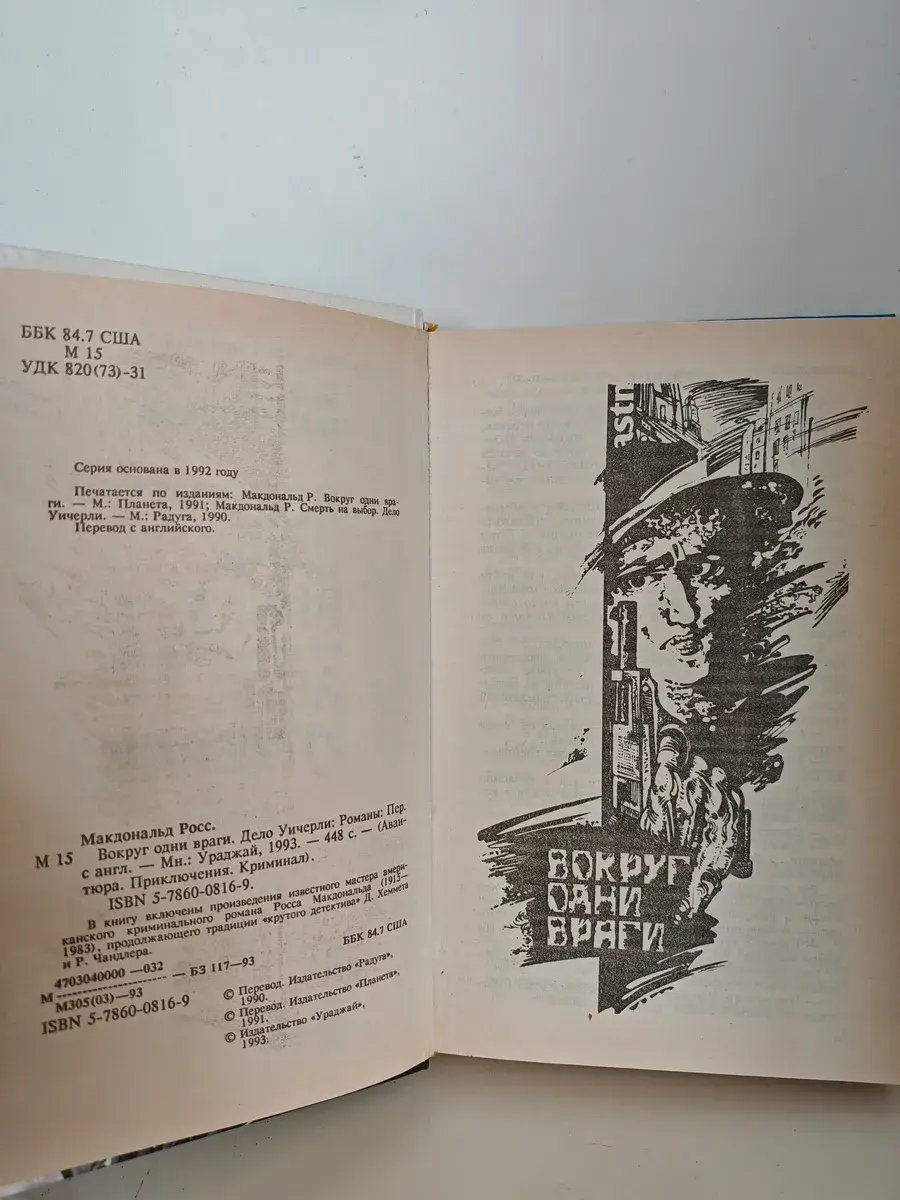 ББК 84.7 США
М 15
УДК 820(73)-31
Серия основана в 1992 году
Печатается по изданиям: Макдональд Р. Вокруг одни вра-
ги. — М.: Планета, 1991; Макдональд Р. Смерть на выбор. Дело
Уичерли. — М.: Радуга, 1990.
Перевод с английского.
Макдональд Росс.
М 15 Вокруг одни враги. Дело Уичерли: Романы: Пер.
с англ. — Мн.: Ураджай, 1993. — 448 с. — (Аван-
тюра. Приключения. Криминал).
ISBN 5-7860-0816-9.
В книгу включены произведения известного мастера амери-
канского криминального романа Росса Макдональда (1915—
1983), продолжающего традиции «крутого детектива» Д. Хеммета
и Р. Чандлера.
ББК 84.7 США
4703040000 —032
М ---------------- — БЗ 117—93
М305(03)—93
ISBN 5-7860-0816-9
© Перевод. Издательство «Радуга»,
1990.
© Перевод. Издательство «Планета»,
1991.
© Издательство «Ураджай»,
1993.
astn
ВОКРУГ
ОДНИ
ВРАГИ